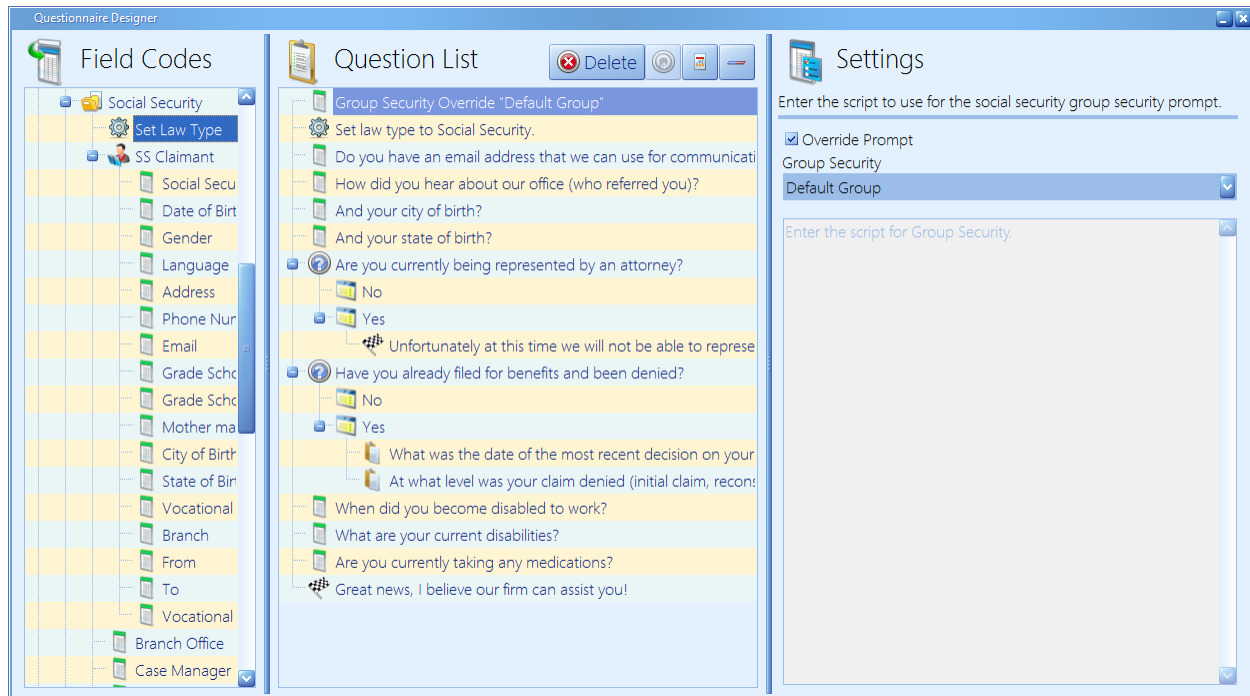 Questionnaire Designer
Field Codes
Social Security
Set Law Type
SS Claimant
Social Secu
Date of Birt
Gender
Language
Address
Phone Nur
Email
Grade Scho
Grade Scho
Mother ma
City of Birth
State of Birt
Vocational
Branch
From
To
Vocational
Branch Office
Case Manager
Question List
Delete
Group Security Override "Default Group"
Set law type to Social Security.
Do you have an email address that we can use for communicati
How did you hear about our office (who referred you)?
And your city of birth?
And your state of birth?
Are you currently being represented by an attorney?
No
Yes
Unfortunately at this time we will not be able to represe
Have you already filed for benefits and been denied?
No
Yes
What was the date of the most recent decision on your
At what level was your claim denied (initial claim, recons
When did you become disabled to work?
What are your current disabilities?
Are you currently taking any medications?
Great news, I believe our firm can assist you!
Settings
Enter the script to use for the social security group security prompt.
Override Prompt
Group Security
Default Group
Enter the script for Group Security.